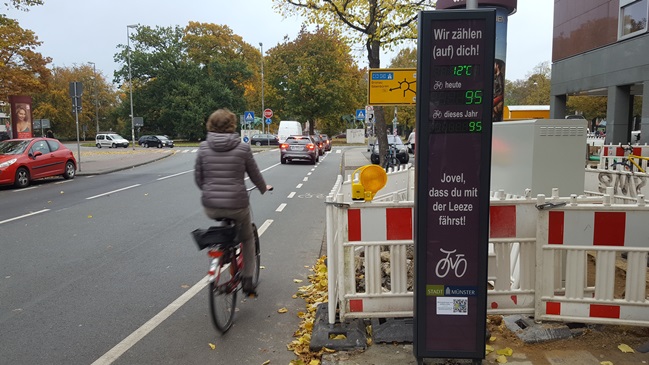 Wir zählen
(auf) dich!
12°C
heute
95
dieses Jahr
95
Jovel,
dass du mit
der Leeze
fährst!
STADT MÜNSTER